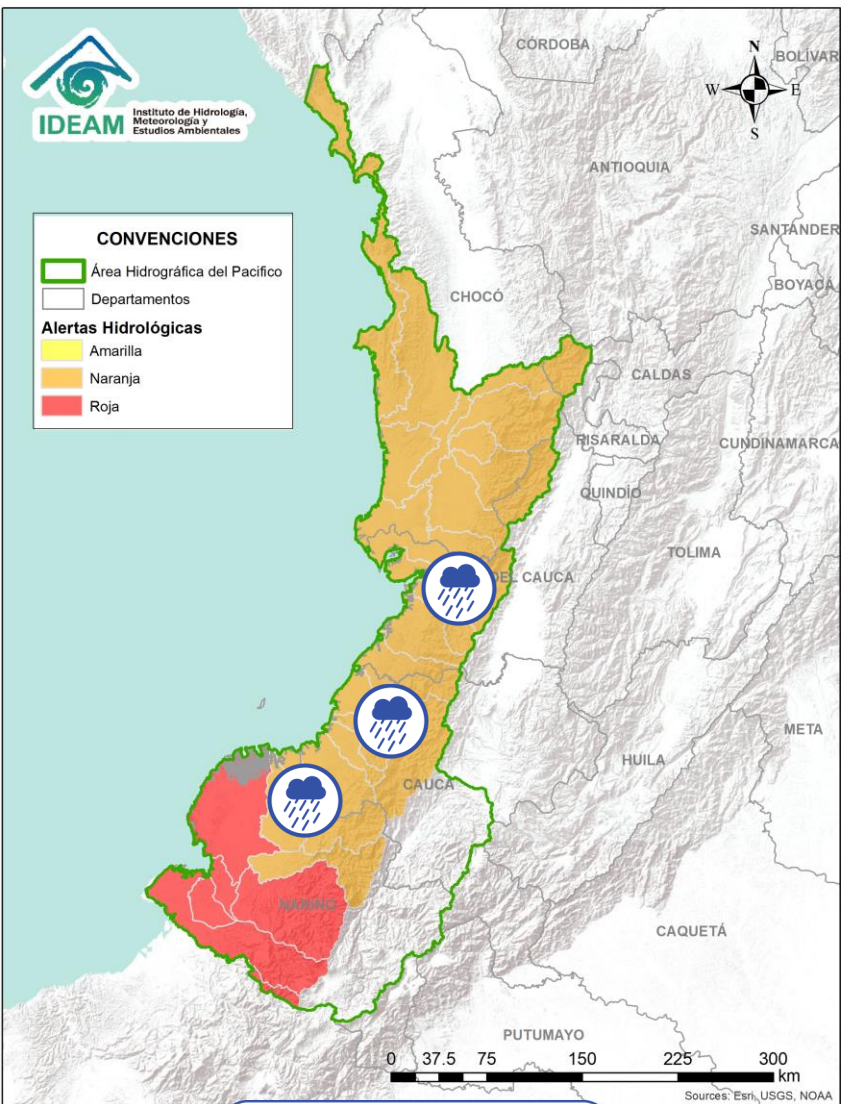 IDEAM
Instituto de Hidrología,
Meteorología y
Estudios Ambientales
CÓRDOBA
BOLÍVAR
N
W E
S
ANTIOQUIA
SANTANDER
BOYACÁ
CONVENCIONES
Área Hidrográfica del Pacifico
Departamentos
Alertas Hidrológicas
Amarilla
Naranja
Roja
CHOCÓ
CALDAS
RISARALDA
CUNDINAMARCA
QUINDÍO
TOLIMA
DEL CAUCA
META
HUILA
CAUCA
NARIÑO
CAQUETÁ
PUTUMAYO
0 37.5 75 150 225 300
km
Sources: Esri, USGS, NOAA